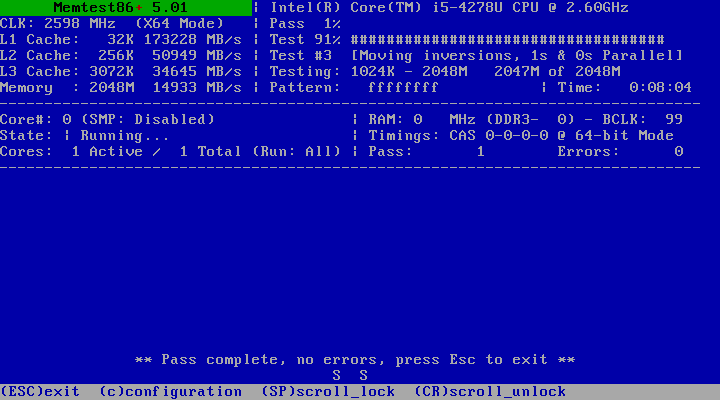 Memtest86+ 5.01 | Intel(R) Core(TM) i5-4278U CPU @ 2.60GHz
CLK: 2598 MHz (X64 Mode) | Pass 1%
L1 Cache: 32K 173228 MB/s | Test 91% ###################################
L2 Cache: 256K 50949 MB/s | Test #3 [Moving inversions, 1s & 0s Parallel]
L3 Cache: 3072K 34645 MB/s | Testing: 1024K - 2048M 2047M of 2048M
Memory : 2048M 14933 MB/s | Pattern: ffffffff | Time: 0:08:04
------------------------------------------------------------------------------
Core#: 0 (SMP: Disabled) | RAM: 0 MHz (DDR3- 0) - BCLK: 99
State: | Running... | Timings: CAS 0-0-0-0 @ 64-bit Mode
Cores: 1 Active / 1 Total (Run: All) | Pass: 1 Errors: 0
------------------------------------------------------------------------------
** Pass complete, no errors, press Esc to exit **
S S
(ESC)exit (c)configuration (SP)scroll_lock (CR)scroll_unlock